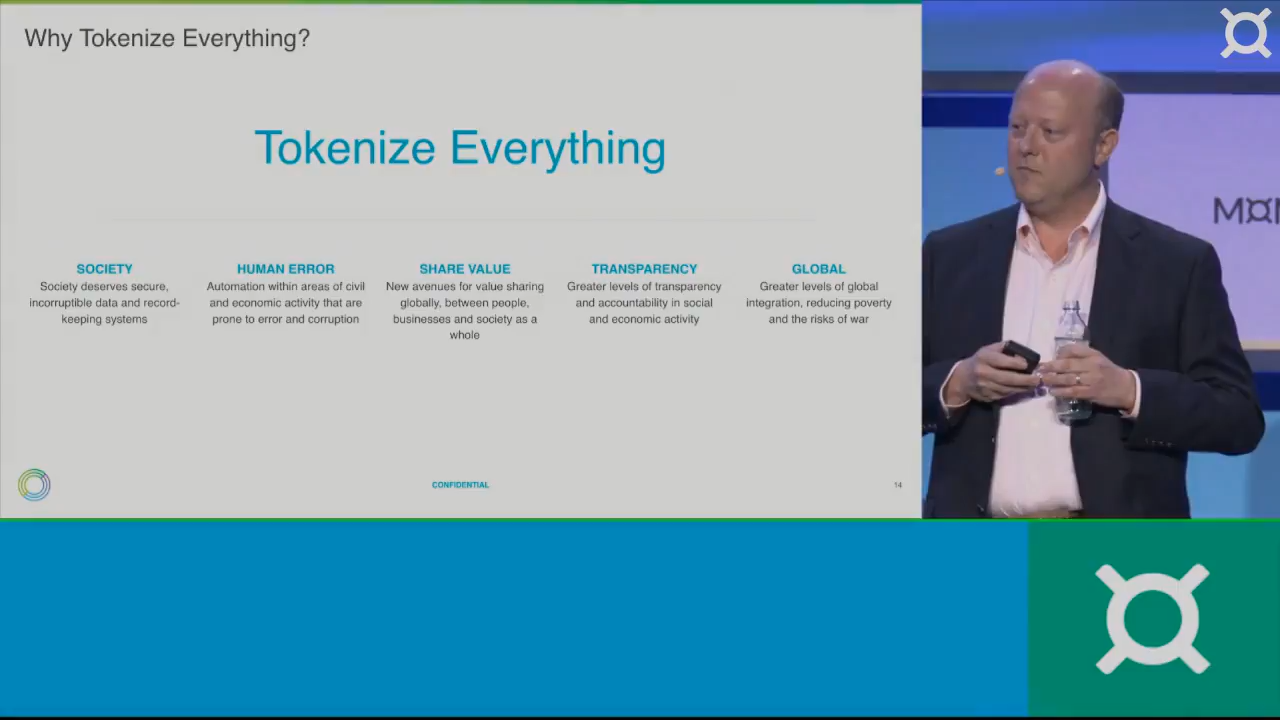 Why Tokenize Everything?
Tokenize Everything
SOCIETY
Society deserves secure,
incorruptible data and record-
keeping systems
HUMAN ERROR
Automation within areas of civil
and economic activity that are
prone to error and corruption
SHARE VALUE
New avenues for value sharing
globally, between people,
businesses and society as a
whole
TRANSPARENCY
Greater levels of transparency
and accountability in social
and economic activity
GLOBAL
Greater levels of global
integration, reducing poverty
and the risks of war
CONFIDENTIAL
14